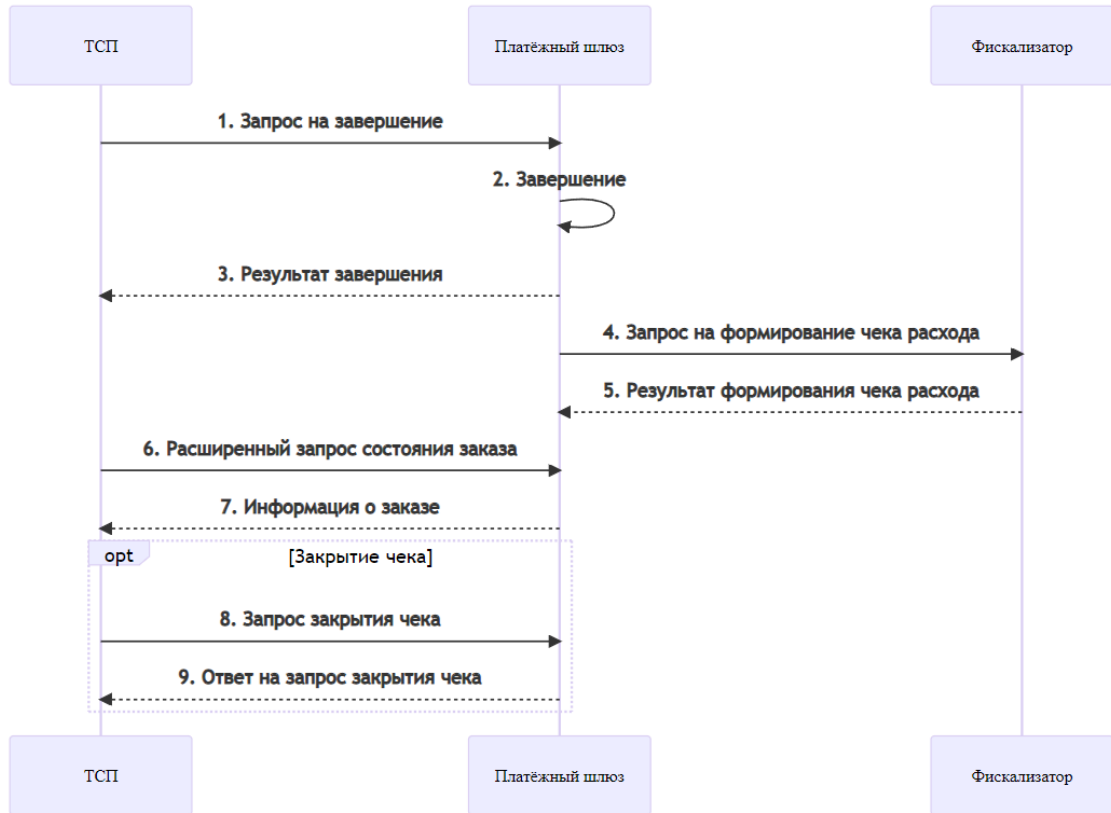 ТСП
Платёжный шлюз
Фискализатор
1. Запрос на завершение
2. Завершение
3. Результат завершения
4. Запрос на формирование чека расхода
5. Результат формирования чека расхода
6. Расширенный запрос состояния заказа
7. Информация о заказе
opt
[Закрытие чека]
8. Запрос закрытия чека
9. Ответ на запрос закрытия чека
ТСП
Платёжный шлюз
Фискализатор